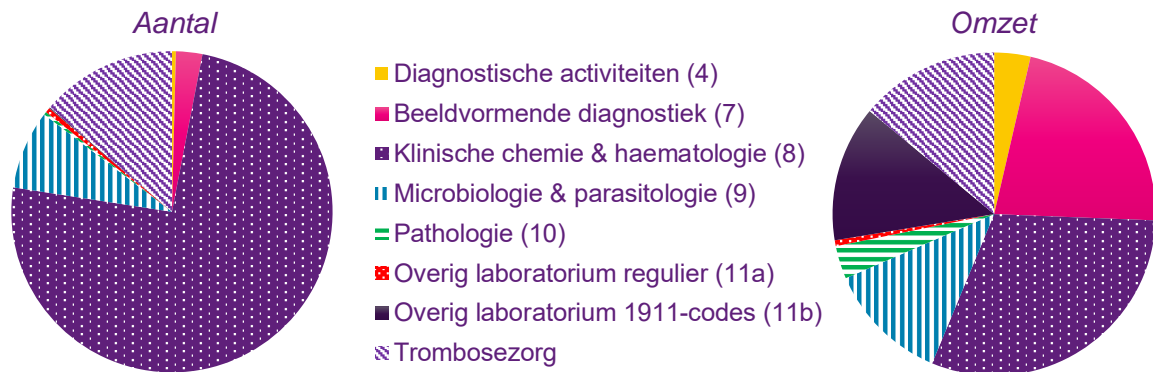 Aantal
Omzet
Diagnostische activiteiten (4)
Beeldvormende diagnostiek (7)
Klinische chemie & haematologie (8)
Microbiologie & parasitologie (9)
Pathologie (10)
Overig laboratorium regulier (11a)
Overig laboratorium 1911-codes (11b)
Trombosezorg